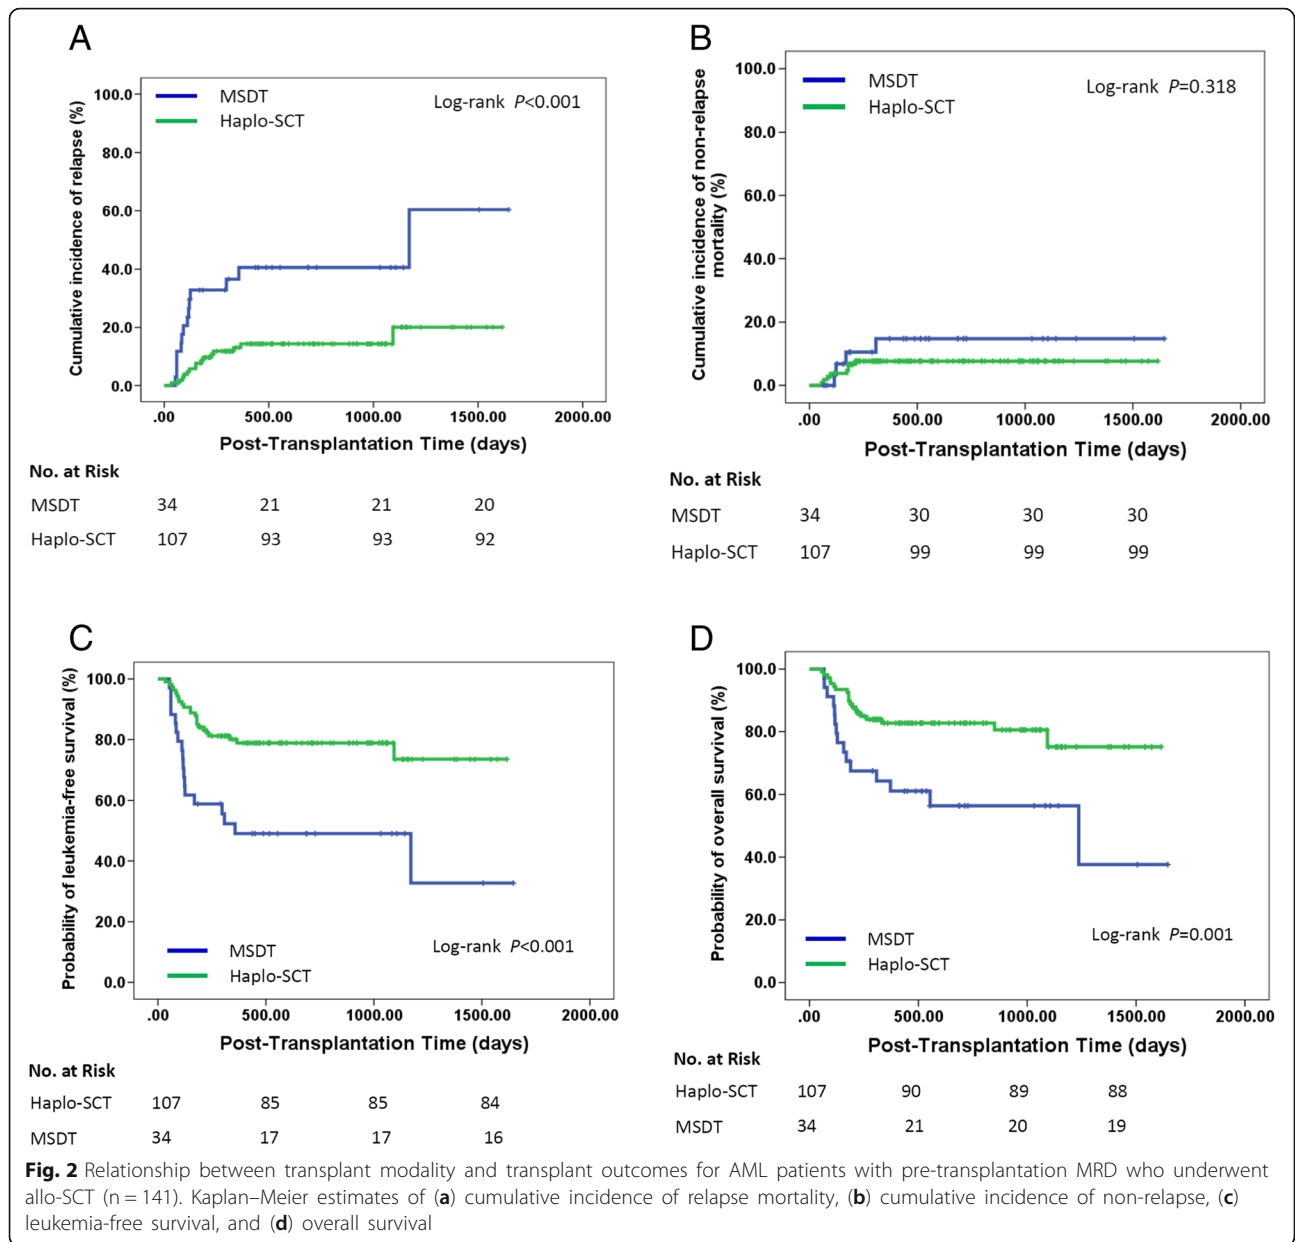 A
Cumulative incidence of relapse (%)
100.0
80.0
60.0
40.0
20.0
0.0
MSDT
Haplo-SCT
Log-rank P<0.001
.00 500.00 1000.00 1500.00 2000.00
Post-Transplantation Time (days)
No. at Risk
MSDT 34 21 21 20
Haplo-SCT 107 93 93 92
B
Cumulative incidence of non-relapse
mortality (%)
100.0
80.0
60.0
40.0
20.0
0.0
MSDT
Haplo-SCT
Log-rank P=0.318
.00 500.00 1000.00 1500.00 2000.00
Post-Transplantation Time (days)
No. at Risk
MSDT 34 30 30 30
Haplo-SCT 107 99 99 99
C
Probability of leukemia-free survival (%)
100.0
80.0
60.0
40.0
20.0
0.0
MSDT
Haplo-SCT
Log-rank P<0.001
.00 500.00 1000.00 1500.00 2000.00
Post-Transplantation Time (days)
No. at Risk
Haplo-SCT 107 85 85 84
MSDT 34 17 17 16
D
Probability of overall survival (%)
100.0
80.0
60.0
40.0
20.0
0.0
MSDT
Haplo-SCT
Log-rank P=0.001
.00 500.00 1000.00 1500.00 2000.00
Post-Transplantation Time (days)
No. at Risk
Haplo-SCT 107 90 89 88
MSDT 34 21 20 19
Fig. 2 Relationship between transplant modality and transplant outcomes for AML patients with pre-transplantation MRD who underwent
allo-SCT (n = 141). Kaplan–Meier estimates of (a) cumulative incidence of relapse mortality, (b) cumulative incidence of non-relapse, (c)
leukemia-free survival, and (d) overall survival